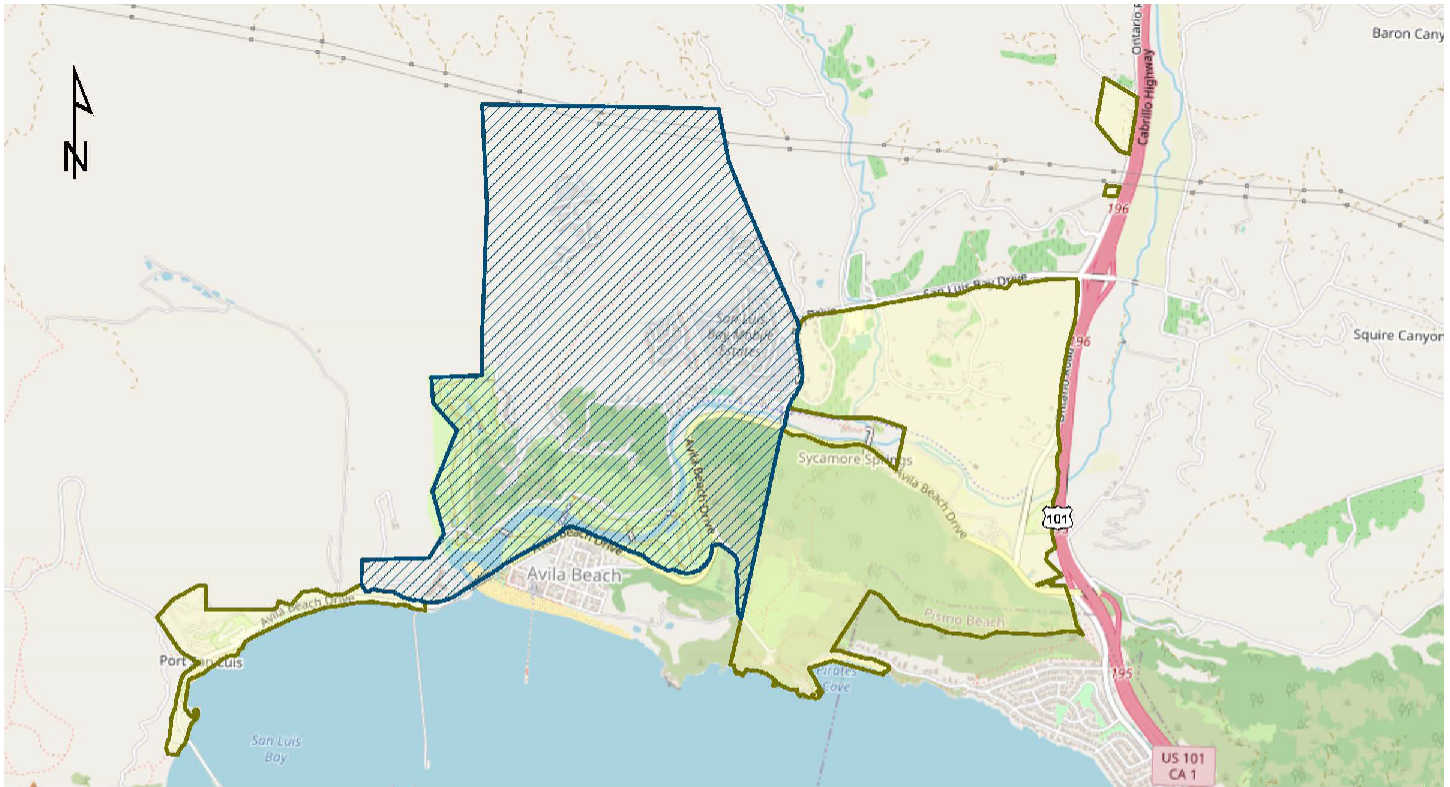 Ontario
Baron Cany
Cabrillo Highway
N
196
San Luis Bay Drive
Squire Canyon
San Luis
Bay Mobile
Estates
196
Ontario Road
Sycamore Springs
Avila Beach Drive
Avila Beach Drive
101
Avila Beach Drive
Avila Beach
Avila Beach Drive
Pismo Beach
Port San Luis
Pirates
Cove
195
San Luis
Bay
US 101
CA 1